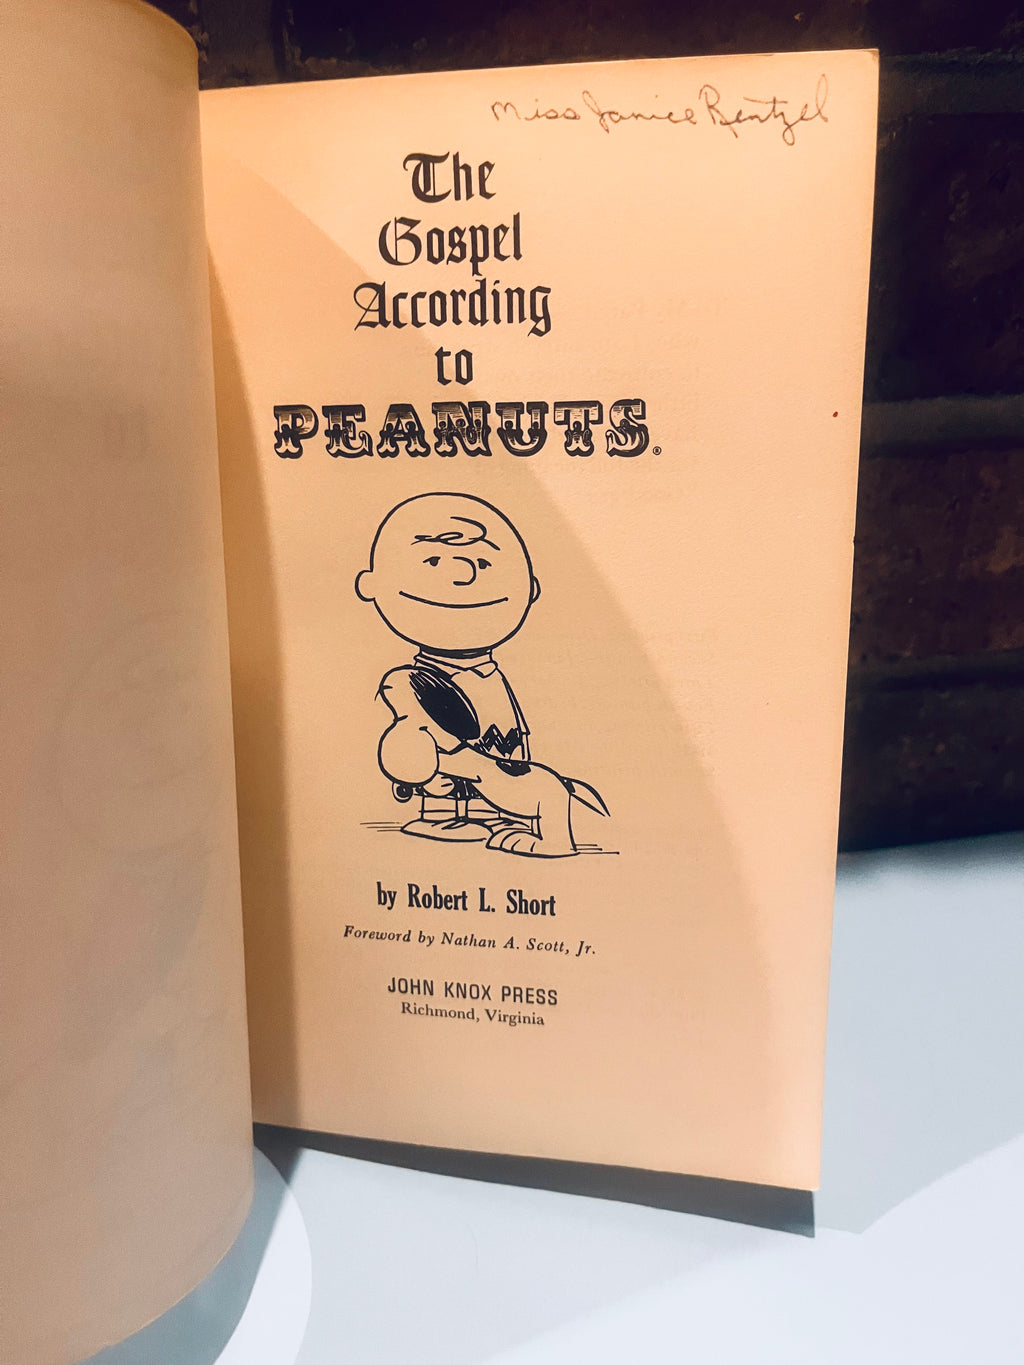 Miss Janice Rentzel
The
Gospel
According
to
PEANUTS®
by Robert L. Short
Foreword by Nathan A. Scott, Jr.
JOHN KNOX PRESS
Richmond, Virginia